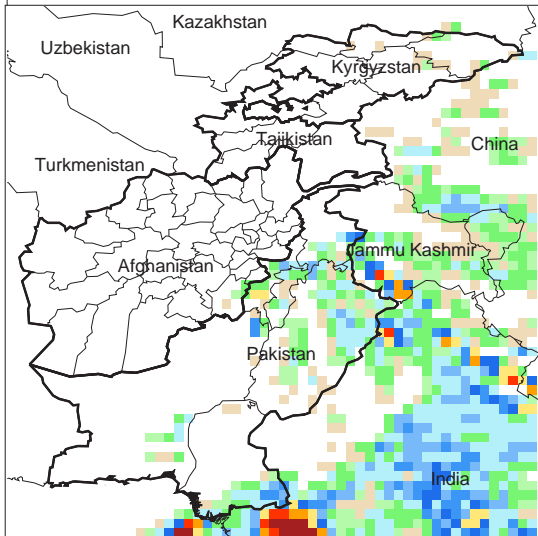 Kazakhstan
Uzbekistan
Kyrgyzstan
Tajikistan
China
Turkmenistan
Jammu Kashmir
Afghanistan
Pakistan
India